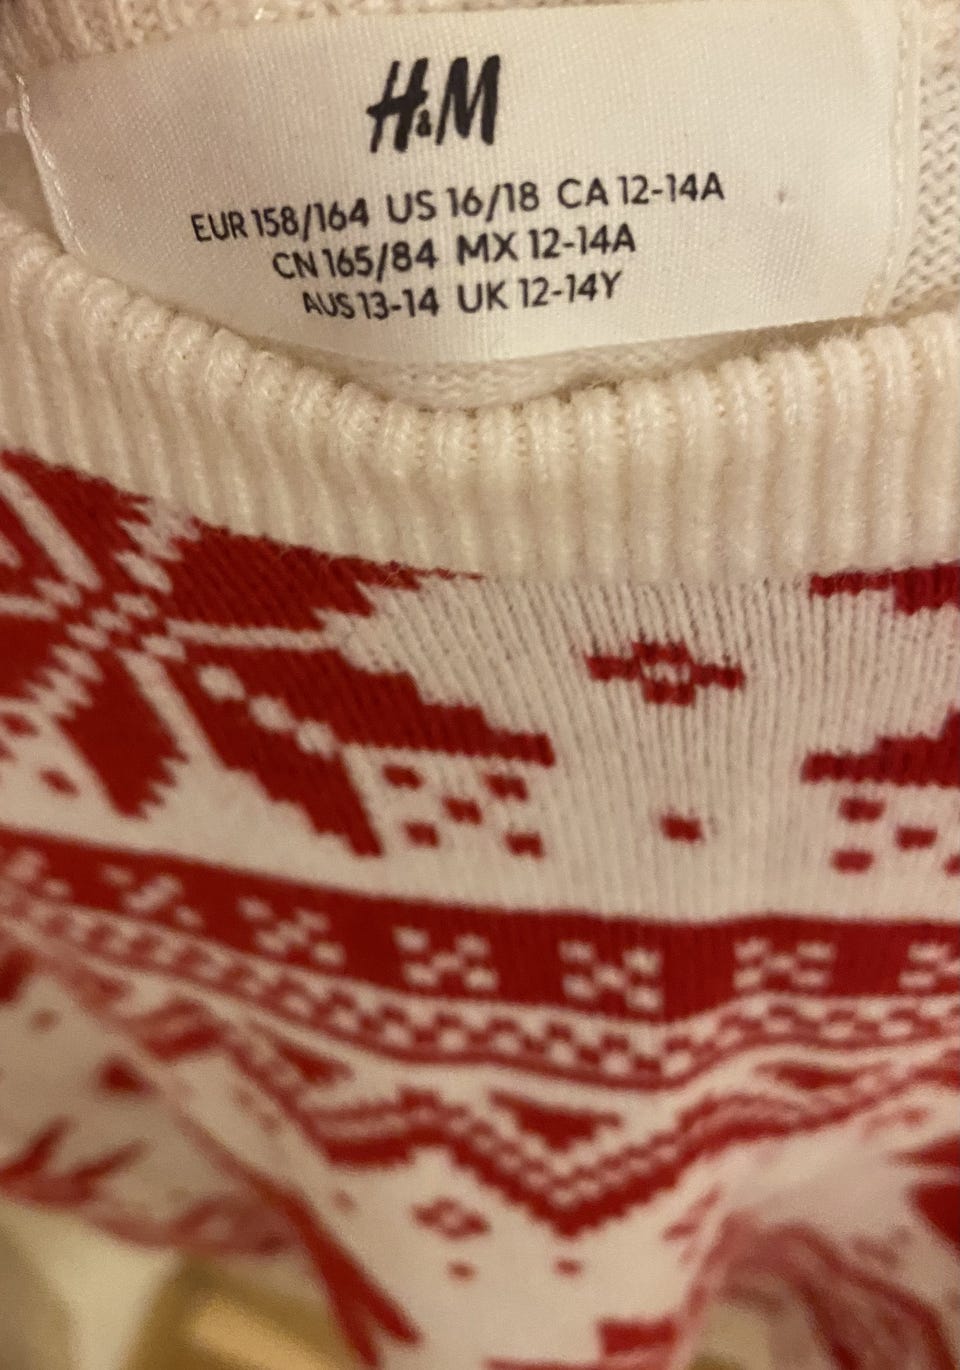 H&M
EUR 158/164 US 16/18 CA 12-14A
CN 165/84 MX 12-14A
AUS 13-14 UK 12-14Y